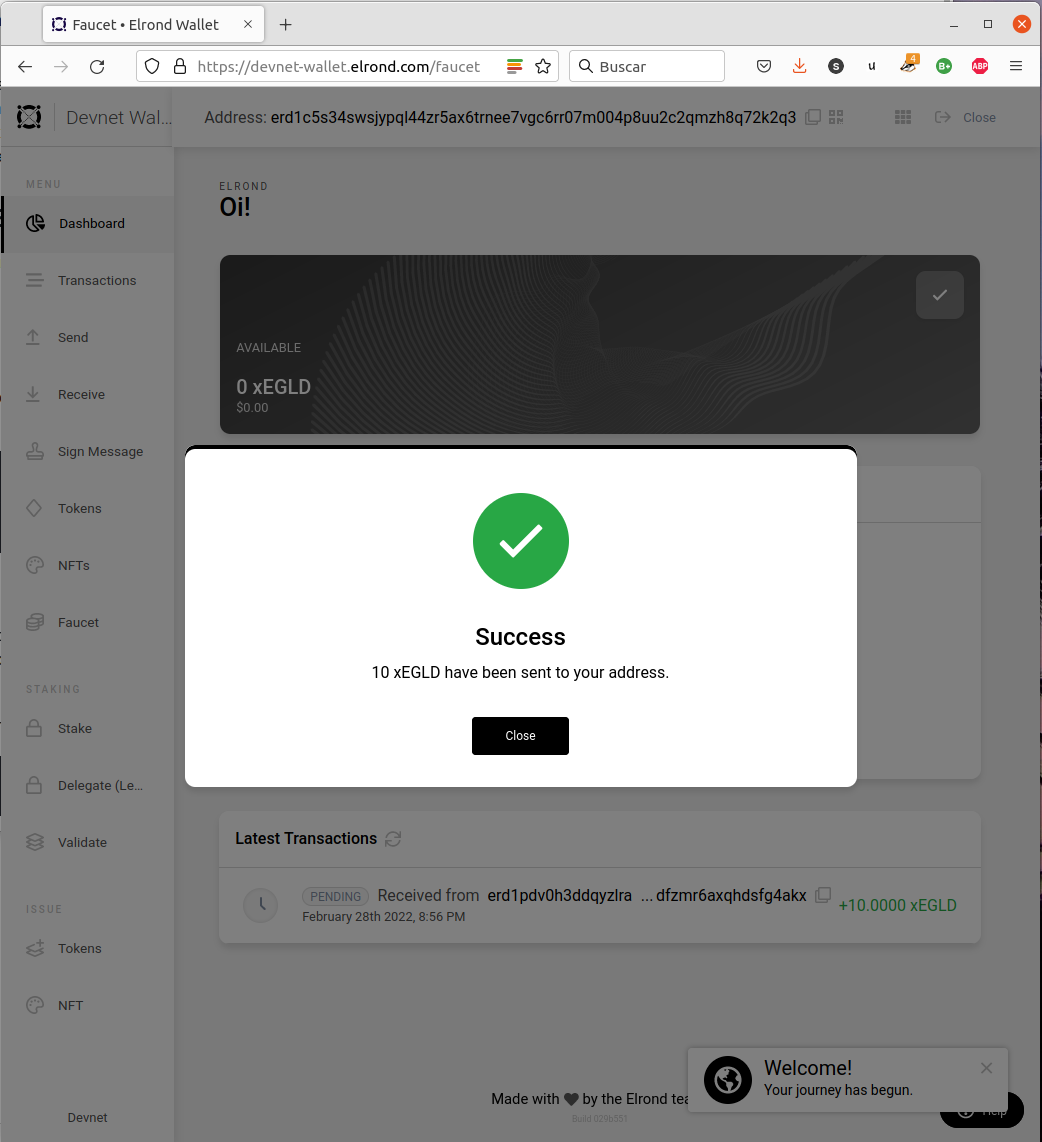 Faucet • Elrond Wallet
https://devnet-wallet.elrond.com/faucet
Buscar
S
u
4
B+
ABP
Devnet Wal...
Address: erd1c5s34swsjypql44zr5ax6trnee7vgc6rr07m004p8uu2c2qmzh8q72k2q3
Close
MENU
Dashboard
Transactions
Send
Receive
Sign Message
Tokens
NFTs
Faucet
STAKING
Stake
Delegate (Le...
Validate
ISSUE
Tokens
NFT
Devnet
ELROND
Oi!
AVAILABLE
0 xEGLD
$0.00
Success
10 xEGLD have been sent to your address.
Close
Latest Transactions
PENDING Received from erd1pdv0h3ddqyzlra ...dfzmr6axqhdsfg4akx
February 28th 2022, 8:56 PM
+10.0000 xEGLD
Welcome!
Your journey has begun.
Made with ❤ by the Elrond tea
Build 029b551
Help